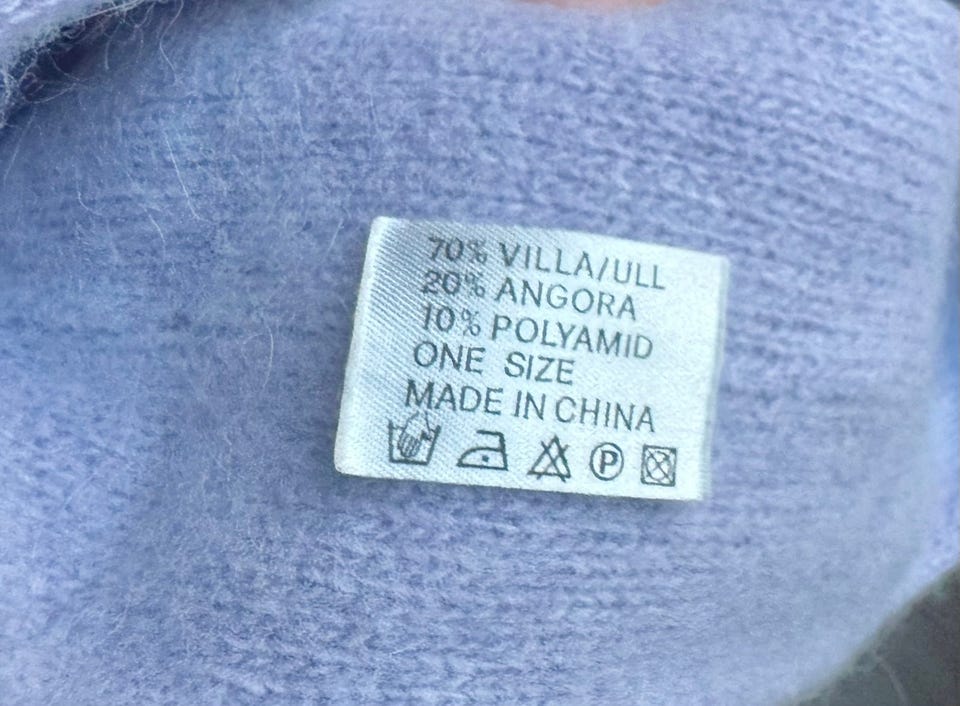 70% VILLA/ULL
20% ANGORA
10% POLYAMID
ONE SIZE
MADE IN CHINA
P